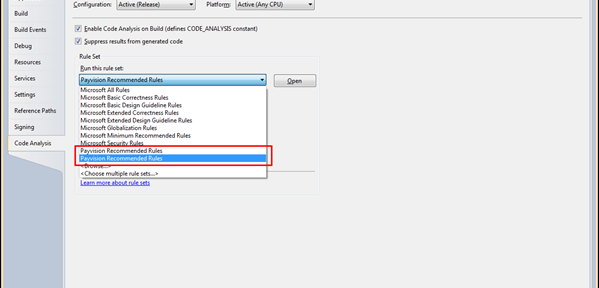 Configuration: Active (Release) Platform: Active (Any CPU)
Build
Build Events
Debug
Resources
Services
Settings
Reference Paths
Signing
Code Analysis
Enable Code Analysis on Build (defines CODE_ANALYSIS constant)
Suppress results from generated code
Rule Set
Run this rule set:
Payvision Recommended Rules Open
Microsoft All Rules
Microsoft Basic Correctness Rules
Microsoft Basic Design Guideline Rules
Microsoft Extended Correctness Rules
Microsoft Extended Design Guideline Rules
Microsoft Globalization Rules
Microsoft Minimum Recommended Rules
Microsoft Security Rules
Payvision Recommended Rules
Payvision Recommended Rules
<Browse...>
<Choose multiple rule sets...>
Learn more about rule sets